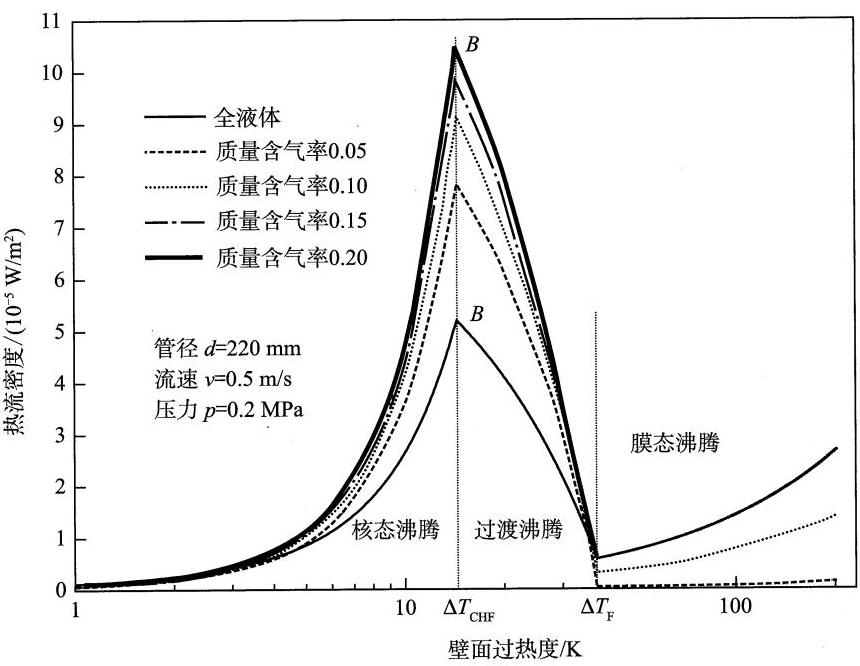 11
10
9
8
7
6
5
4
3
2
1
0
热流密度/(10⁻⁵ W/m²)
B
全液体
质量含气率0.05
质量含气率0.10
质量含气率0.15
质量含气率0.20
B
管径 d=220 mm
流速 v=0.5 m/s
压力 p=0.2 MPa
膜态沸腾
核态沸腾
过渡沸腾
1
10
ΔT_CHF
ΔT_F
100
壁面过热度/K